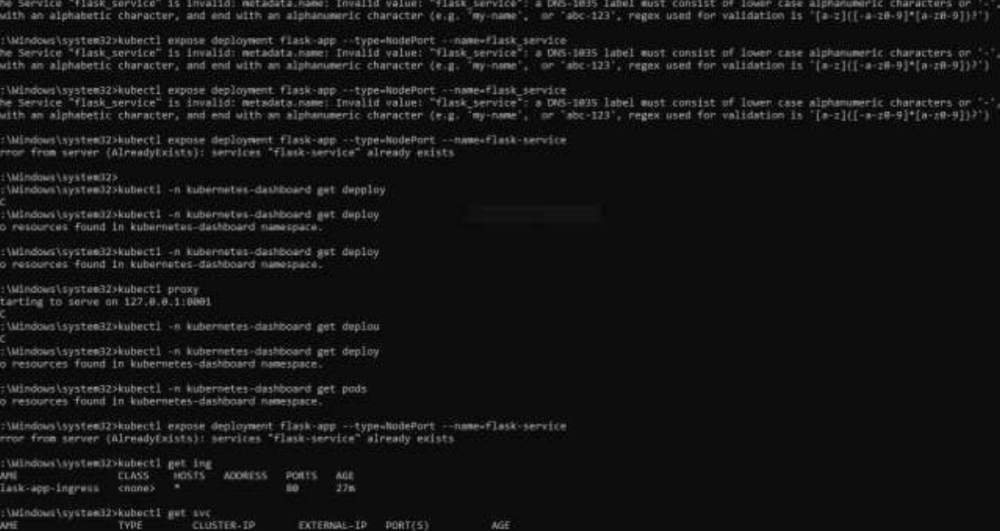 he Service "flask_service" is invalid: metadata.name: Invalid value: "flask_service": a DNS-1035 label must consist of lower case alphanumeric characters or '-',
with an alphabetic character, and end with an alphanumeric character (e.g. 'my-name', or 'abc-123', regex used for validation is '[a-z]([-a-z0-9]*[a-z0-9])?')
:\Windows\system32>kubectl expose deployment flask-app --type=NodePort --name=flask_service
he Service "flask_service" is invalid: metadata.name: Invalid value: "flask_service": a DNS-1035 label must consist of lower case alphanumeric characters or '-',
with an alphabetic character, and end with an alphanumeric character (e.g. 'my-name', or 'abc-123', regex used for validation is '[a-z]([-a-z0-9]*[a-z0-9])?')
:\Windows\system32>kubectl expose deployment flask-app --type=NodePort --name=flask_service
he Service "flask_service" is invalid: metadata.name: Invalid value: "flask_service": a DNS-1035 label must consist of lower case alphanumeric characters or '-'
with an alphabetic character, and end with an alphanumeric character (e.g. 'my-name', or 'abc-123', regex used for validation is '[a-z]([-a-z0-9]*[a-z0-9])?')
:\Windows\system32>kubectl expose deployment flask-app --type=NodePort --name=flask-service
rror from server (AlreadyExists): services "flask-service" already exists
:\Windows\system32>
:\Windows\system32>kubectl -n kubernetes-dashboard get depploy
C
:\Windows\system32>kubectl -n kubernetes-dashboard get deploy
o resources found in kubernetes-dashboard namespace.
:\Windows\system32>kubectl -n kubernetes-dashboard get deploy
o resources found in kubernetes-dashboard namespace.
:\Windows\system32>kubectl proxy
tarting to serve on 127.0.0.1:8001
C
:\Windows\system32>kubectl -n kubernetes-dashboard get deplou
C
:\Windows\system32>kubectl -n kubernetes-dashboard get deploy
o resources found in kubernetes-dashboard namespace.
:\Windows\system32>kubectl -n kubernetes-dashboard get pods
o resources found in kubernetes-dashboard namespace.
:\Windows\system32>kubectl expose deployment flask-app --type=NodePort --name=flask-service
rror from server (AlreadyExists): services "flask-service" already exists
:\Windows\system32>kubectl get ing
AME CLASS HOSTS ADDRESS PORTS AGE
lask-app-ingress <none> * 80 27m
:\Windows\system32>kubectl get svc
AME TYPE CLUSTER-IP EXTERNAL-IP PORT(S) AGE